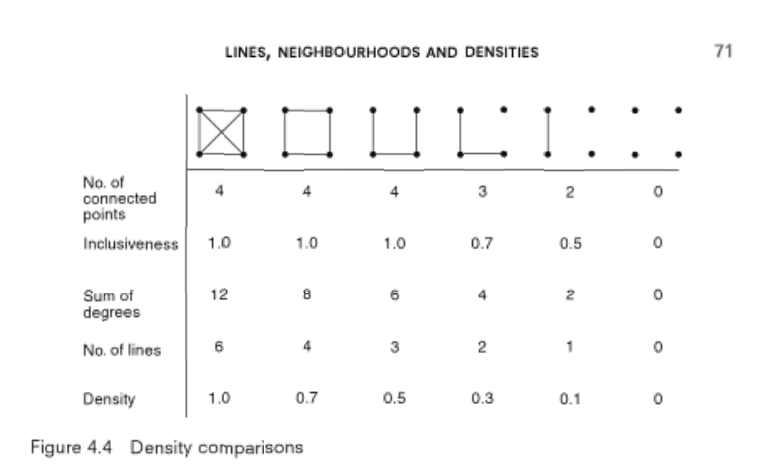 LINES, NEIGHBOURHOODS AND DENSITIES 71
No. of connected points 4 4 4 3 2 0
Inclusiveness 1.0 1.0 1.0 0.7 0.5 0
Sum of degrees 12 8 6 4 2 0
No. of lines 6 4 3 2 1 0
Density 1.0 0.7 0.5 0.3 0.1 0
Figure 4.4 Density comparisons